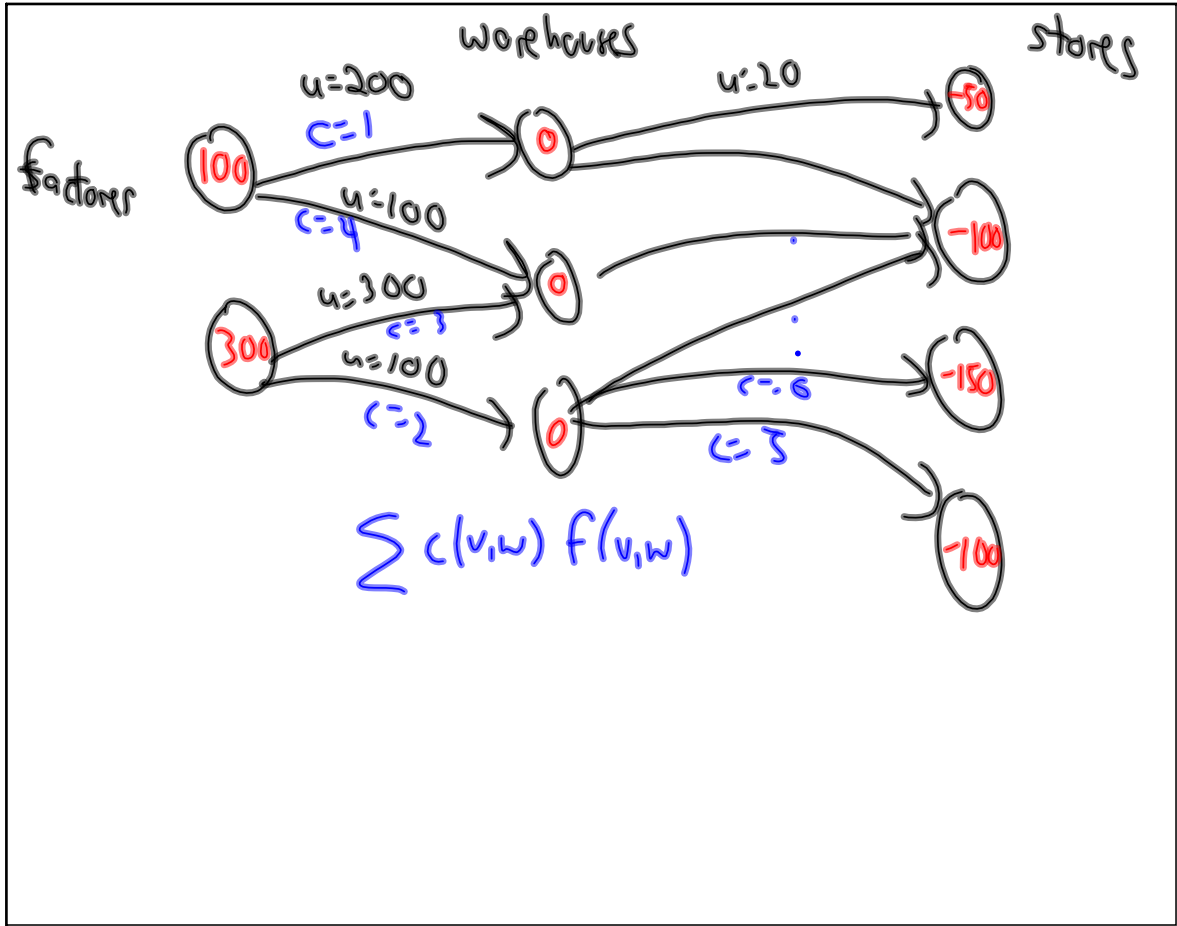 warehouses
stores
u=200
u=20
-50
c=1
0
factores
100
u=100
c=4
-100
u=300
0
c=3
300
u=100
-150
c=6
c=2
0
c=3
-100
∑ c(v,w) f(v,w)